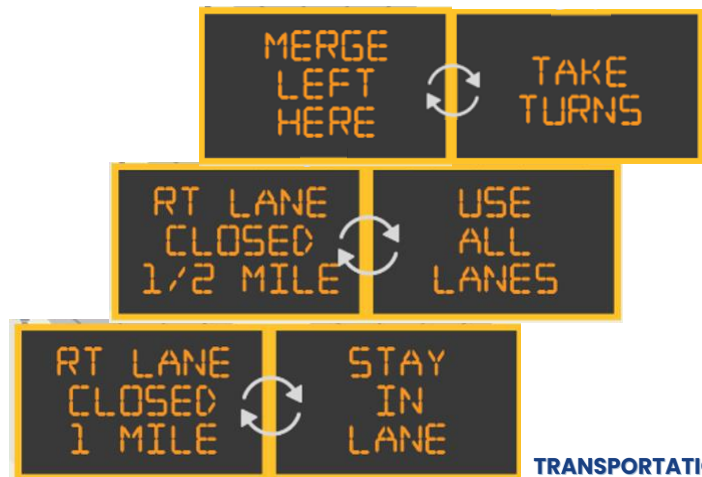 MERGE
LEFT
HERE
TAKE
TURNS
RT LANE
CLOSED
1/2 MILE
USE
ALL
LANES
RT LANE
CLOSED
1 MILE
STAY
IN
LANE